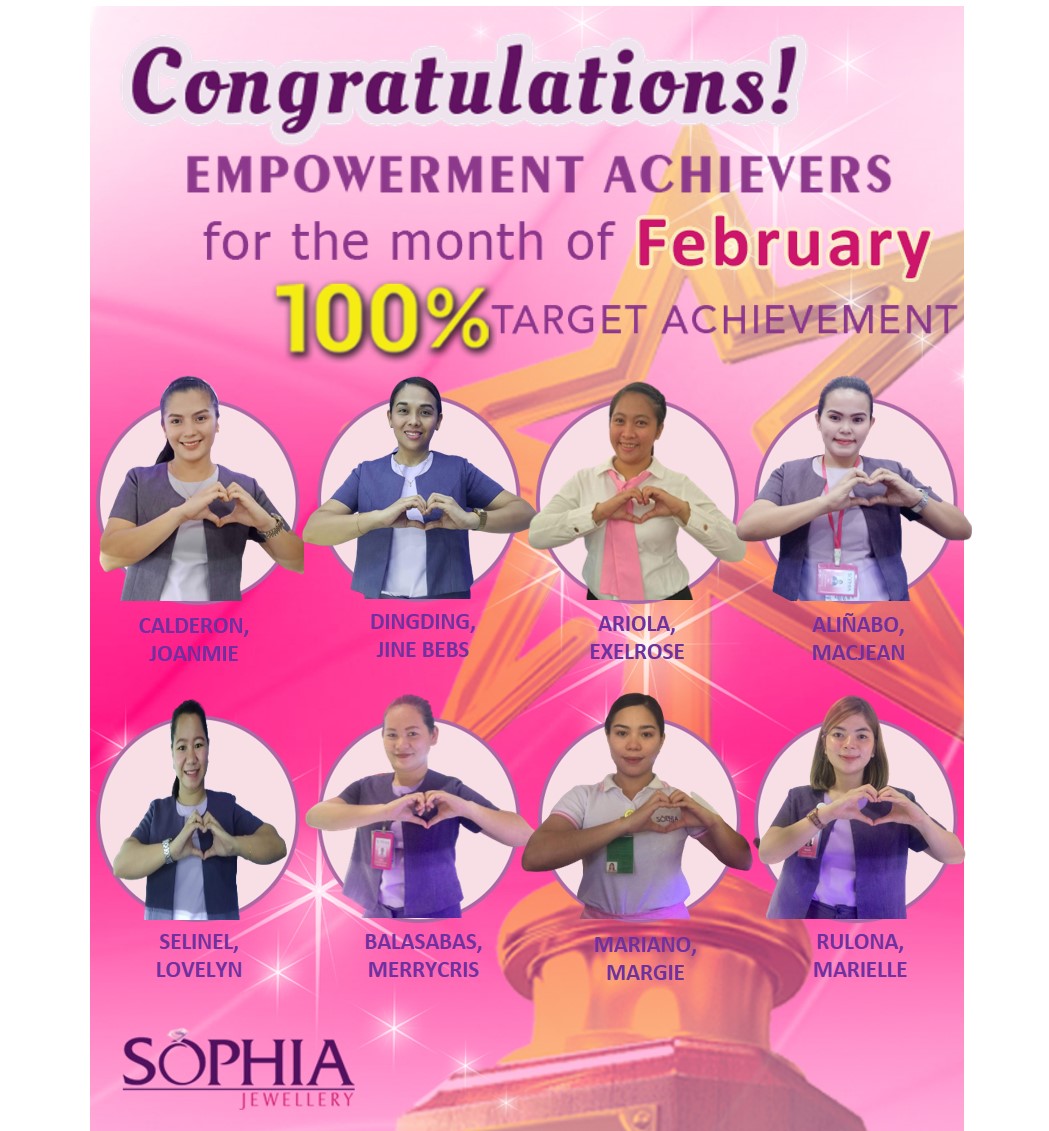 Congratulations!
EMPOWERMENT ACHIEVERS
for the month of February
100% TARGET ACHIEVEMENT
CALDERON,
JOANMIE
DINGDING,
JINE BEBS
ARIOLA,
EXELROSE
ALIÑABO,
MACJEAN
SELINEL,
LOVELYN
BALASABAS,
MERRYCRIS
SOPHIA
MARIANO,
MARGIE
RULONA,
MARIELLE
SOPHIA
JEWELLERY